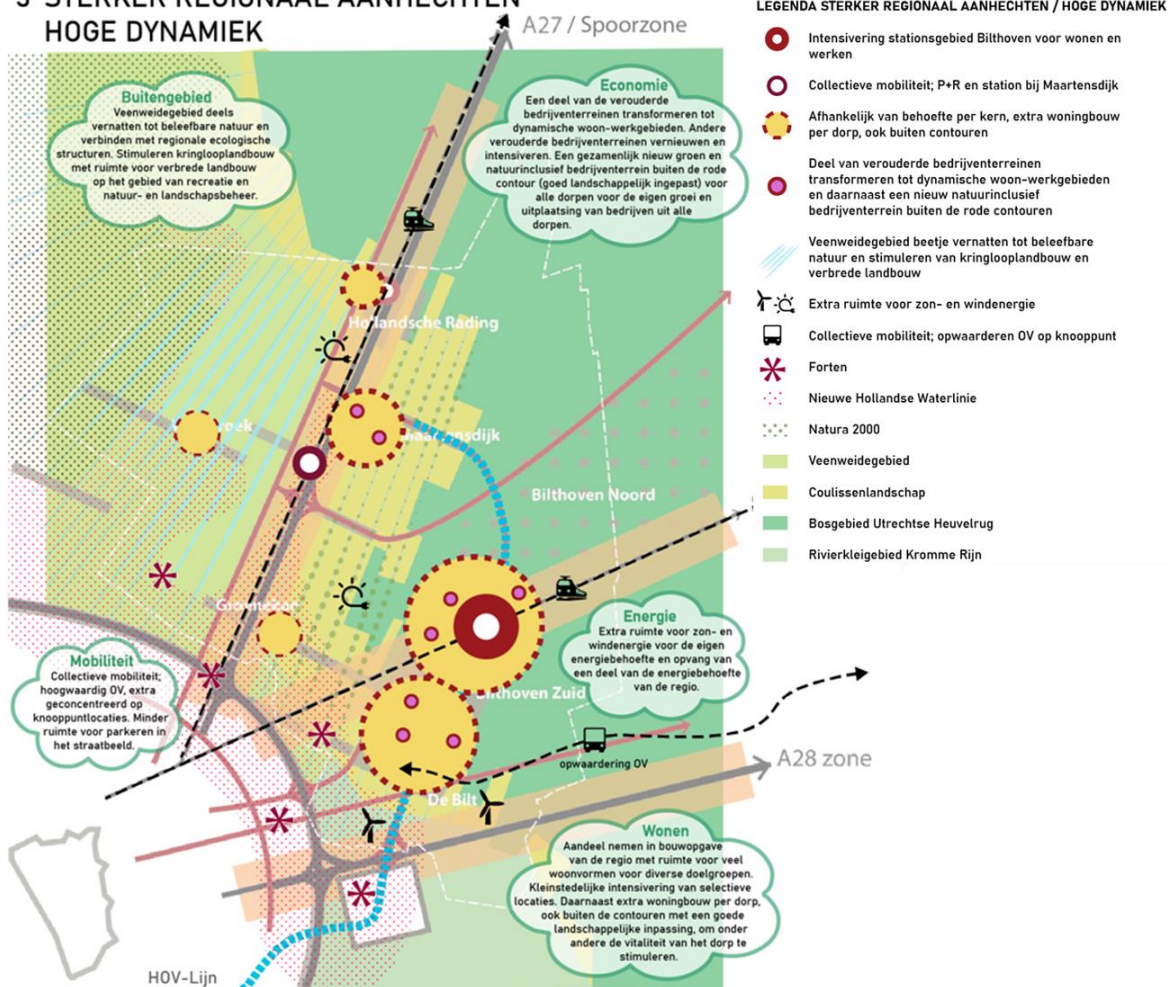 3 STERKER REGIONAAL AANHECHTEN
HOGE DYNAMIEK
A27 / Spoorzone
Buitengebied
Veenweidegebied deels
vernatten tot beleefbare natuur en
verbinden met regionale ecologische
structuren. Stimuleren kringlooplandbouw
met ruimte voor verbrede landbouw
op het gebied van recreatie en
natuur- en landschapsbeheer.
Economie
Een deel van de verouderde
bedrijventerreinen transformeren tot
dynamische woon-werkgebieden. Andere
verouderde bedrijventerreinen vernieuwen en
intensiveren. Een gezamenlijk nieuw groen en
natuurinclusief bedrijventerrein buiten de rode
contour (goed landschappelijk ingepast) voor
alle dorpen voor de eigen groei en
uitplaatsing van bedrijven uit alle
dorpen.
Hollandsche Rading
Maartensdijk
Bilthoven Noord
Mobiliteit
Collectieve mobiliteit;
hoogwaardig OV, extra
geconcentreerd op
knooppuntlocaties. Minder
ruimte voor parkeren in
het straatbeeld.
Energie
Extra ruimte voor zon- en
windenergie voor de eigen
energiebehoefte en opvang van
een deel van de energiebehoefte
van de regio.
Bilthoven Zuid
opwaardering OV
A28 zone
De Bilt
Wonen
Aandeel nemen in bouwopgave
van de regio met ruimte voor veel
woonvormen voor diverse doelgroepen.
Kleinstedelijke intensivering van selectieve
locaties. Daarnaast extra woningbouw per dorp,
ook buiten de contouren met een goede
landschappelijke inpassing, om onder
andere de vitaliteit van het dorp te
stimuleren.
HOV-Lijn
LEGENDA STERKER REGIONAAL AANHECHTEN / HOGE DYNAMIEK
Intensivering stationsgebied Bilthoven voor wonen en
werken
Collectieve mobiliteit; P+R en station bij Maartensdijk
Afhankelijk van behoefte per kern, extra woningbouw
per dorp, ook buiten contouren
Deel van verouderde bedrijventerreinen
transformeren tot dynamische woon-werkgebieden
en daarnaast een nieuw natuurinclusief
bedrijventerrein buiten de rode contouren
Veenweidegebied beetje vernatten tot beleefbare
natuur en stimuleren van kringlooplandbouw en
verbrede landbouw
Extra ruimte voor zon- en windenergie
Collectieve mobiliteit; opwaarderen OV op knooppunt
Forten
Nieuwe Hollandse Waterlinie
Natura 2000
Veenweidegebied
Coulissenlandschap
Bosgebied Utrechtse Heuvelrug
Rivierkleigebied Kromme Rijn